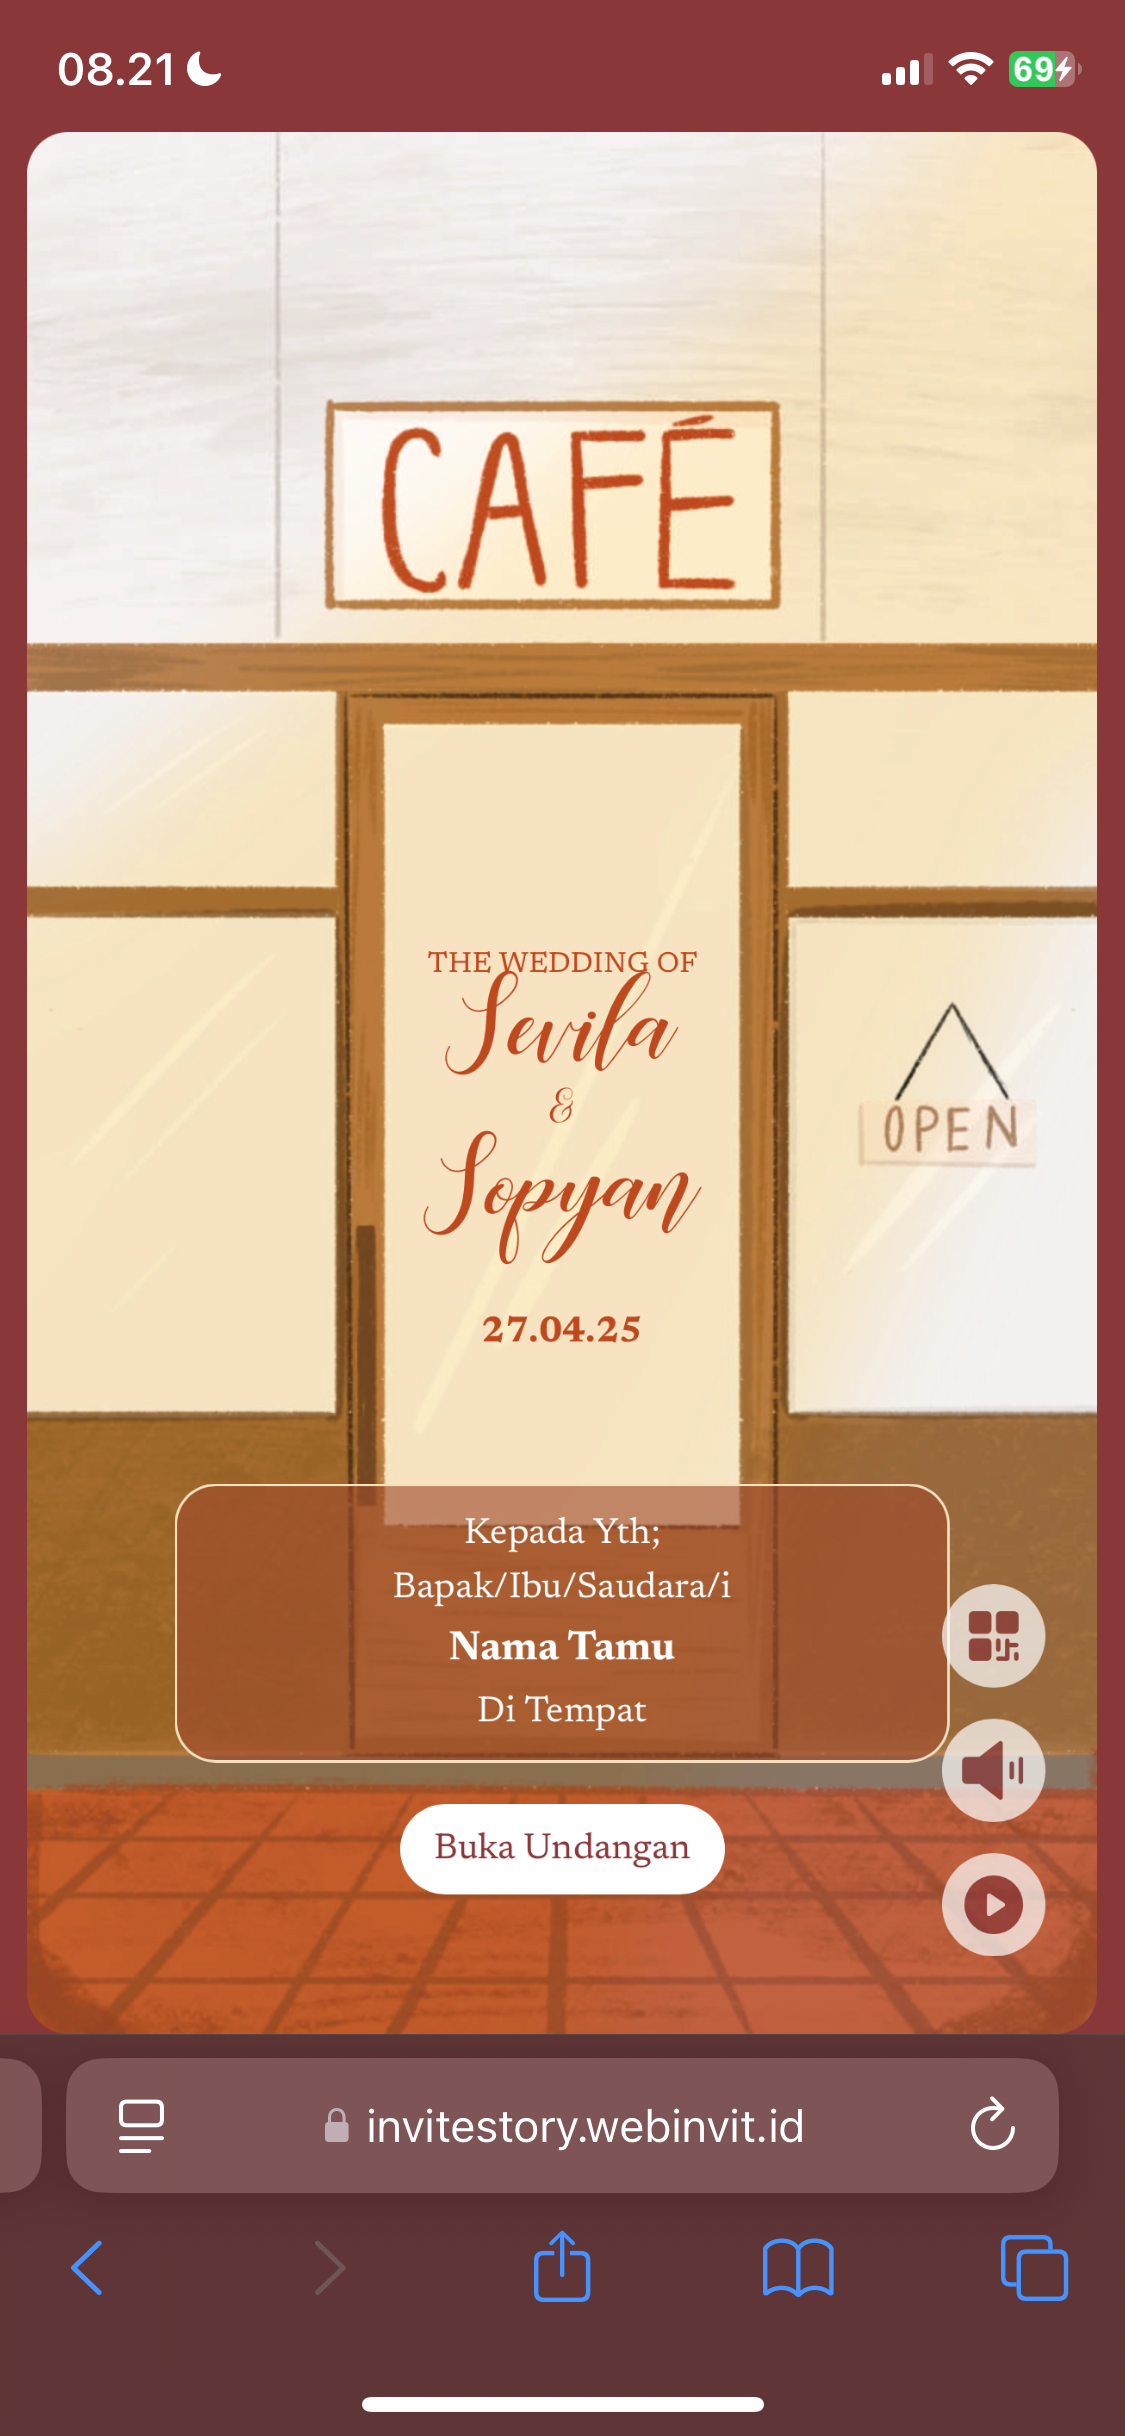 08.21
69
CAFÉ
THE WEDDING OF
Sevila
&
Sopyan
27.04.25
OPEN
Kepada Yth;
Bapak/Ibu/Saudara/i
Nama Tamu
Di Tempat
Buka Undangan
invitestory.webinvit.id